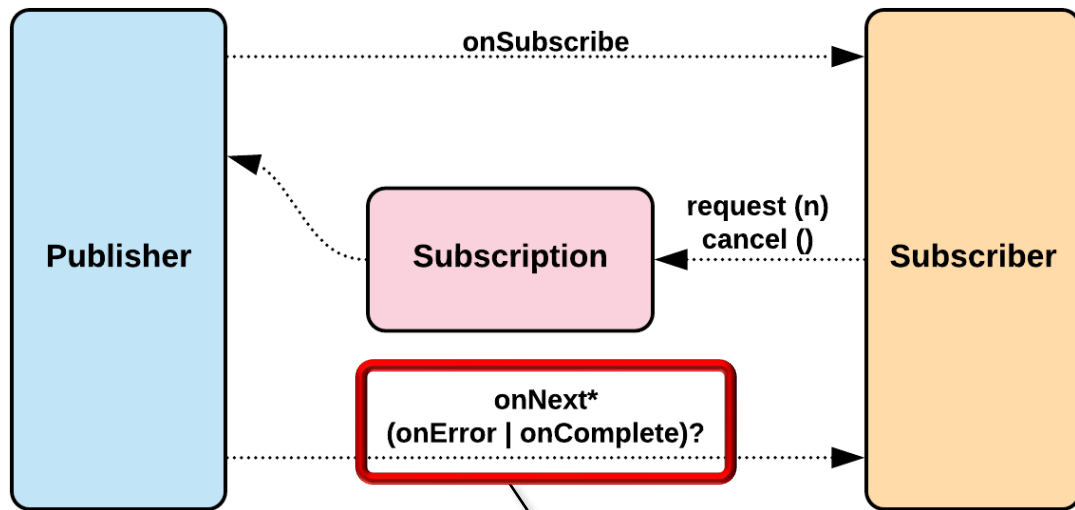 onSubscribe
Publisher
Subscription
request (n)
cancel ()
Subscriber
onNext*
(onError | onComplete)?